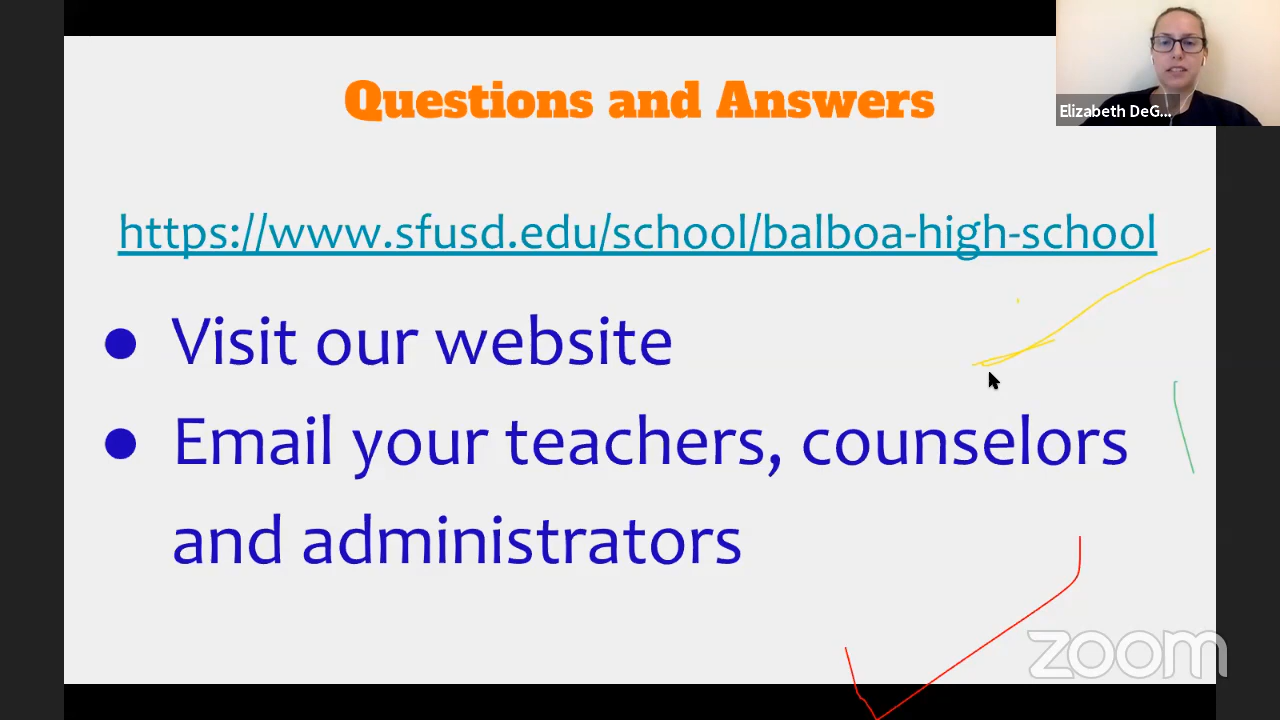 Questions and Answers
Elizabeth DeG...
https://www.sfusd.edu/school/balboa-high-school
● Visit our website
● Email your teachers, counselors
and administrators
zoom